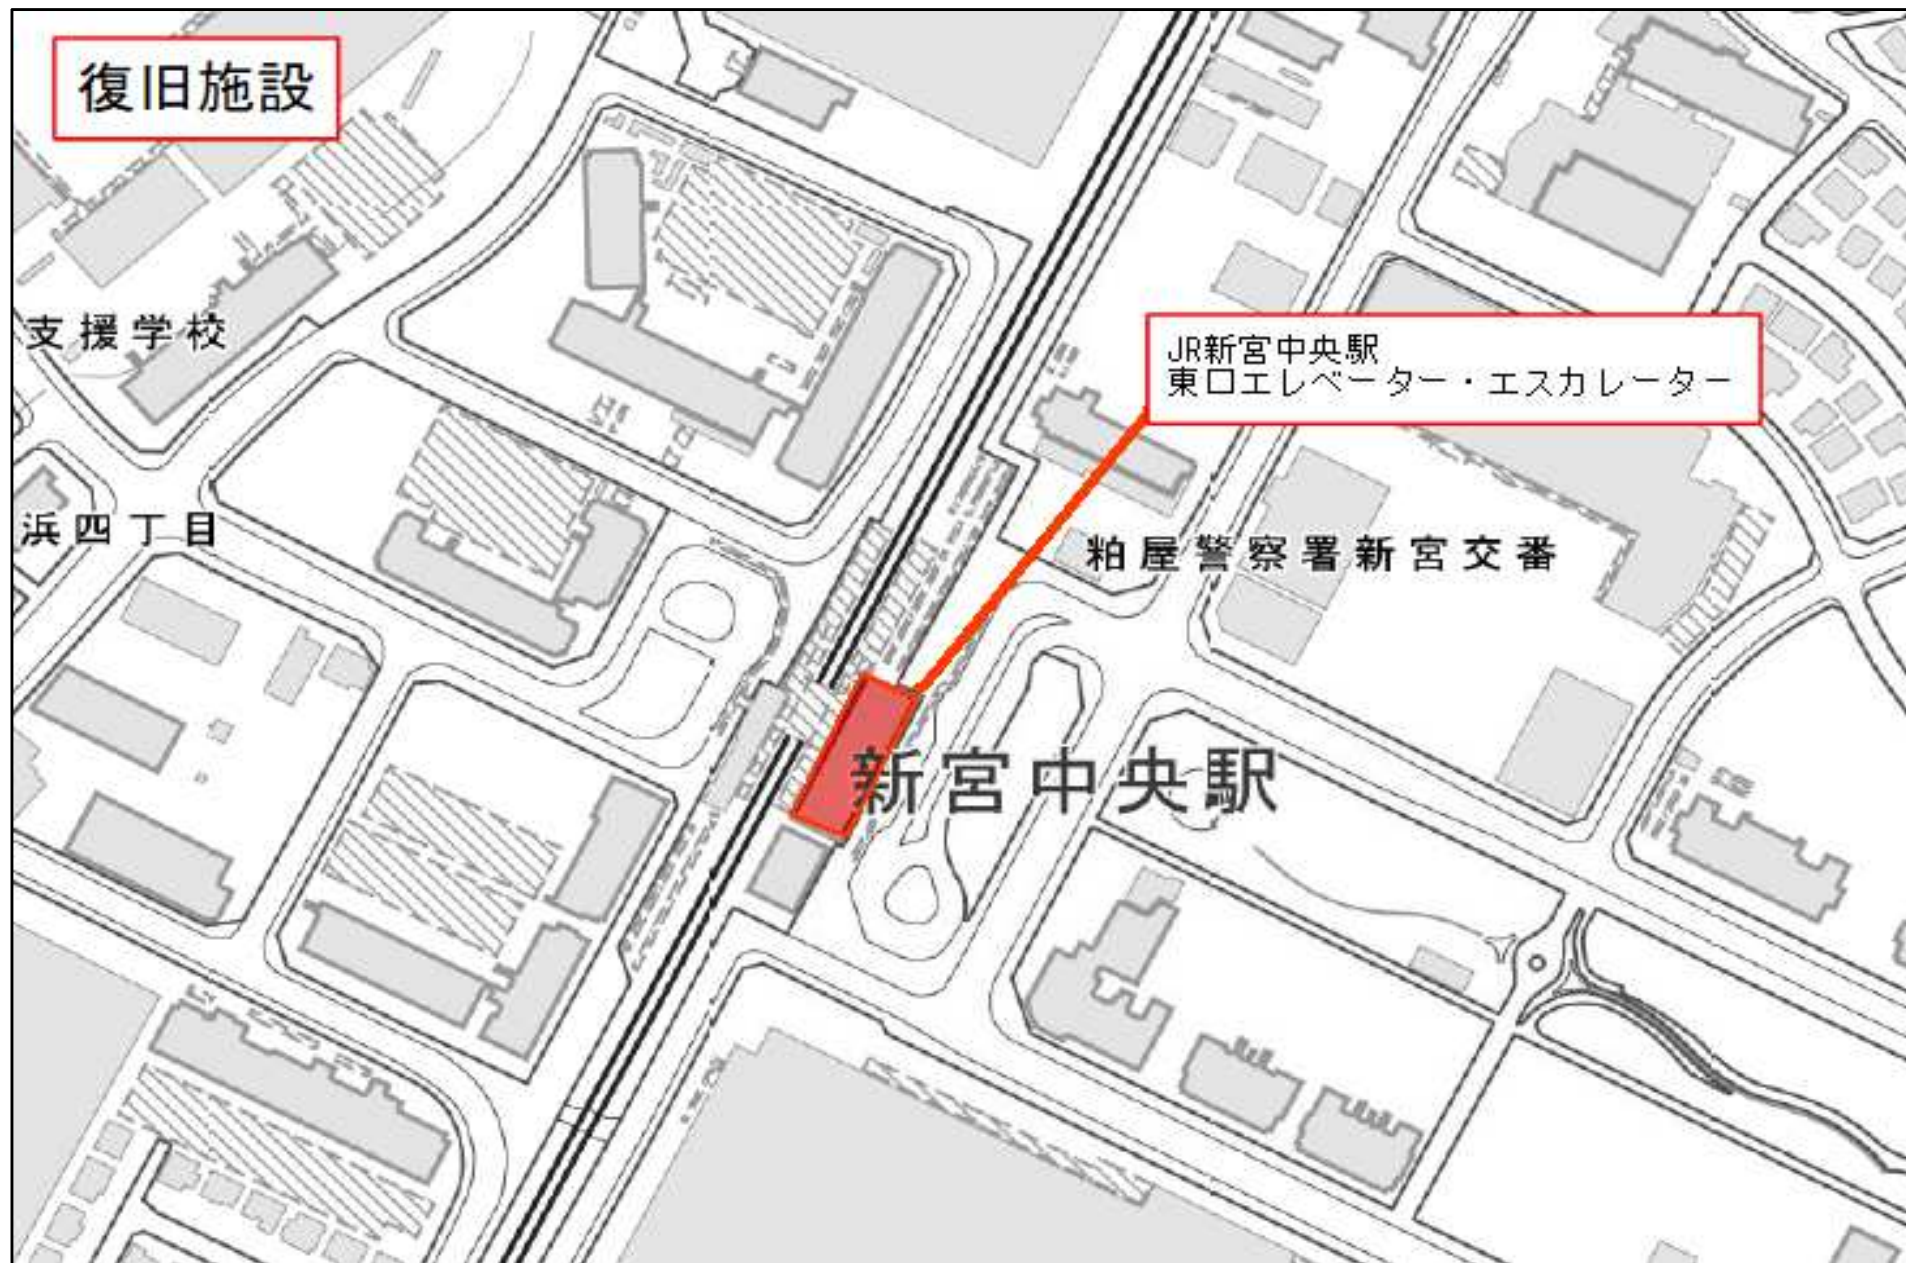 復旧施設
支援学校
JR新宮中央駅
東口エレベーター・エスカレーター
浜四丁目
粕屋警察署新宮交番
新宮中央駅